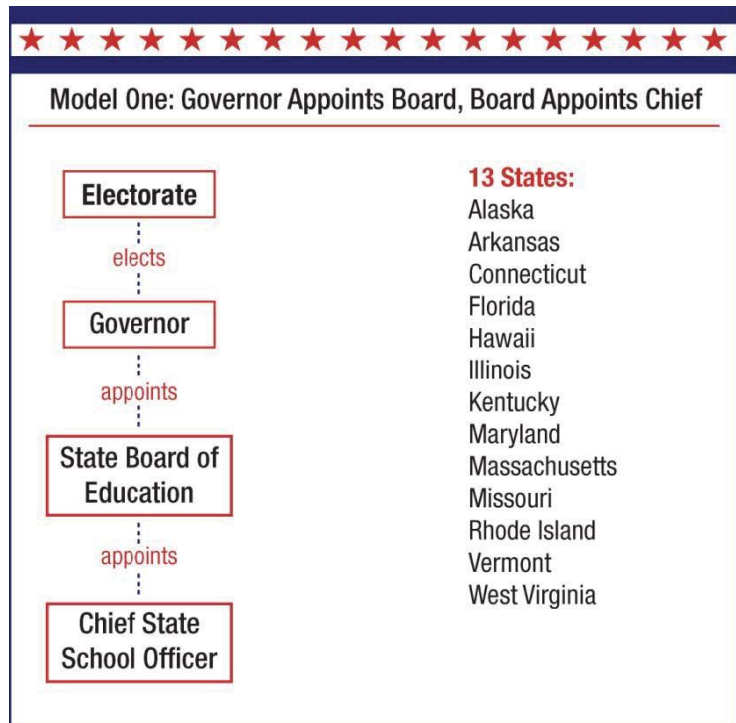 Model One: Governor Appoints Board, Board Appoints Chief
Electorate
elects
Governor
appoints
State Board of
Education
appoints
Chief State
School Officer
13 States:
Alaska
Arkansas
Connecticut
Florida
Hawaii
Illinois
Kentucky
Maryland
Massachusetts
Missouri
Rhode Island
Vermont
West Virginia